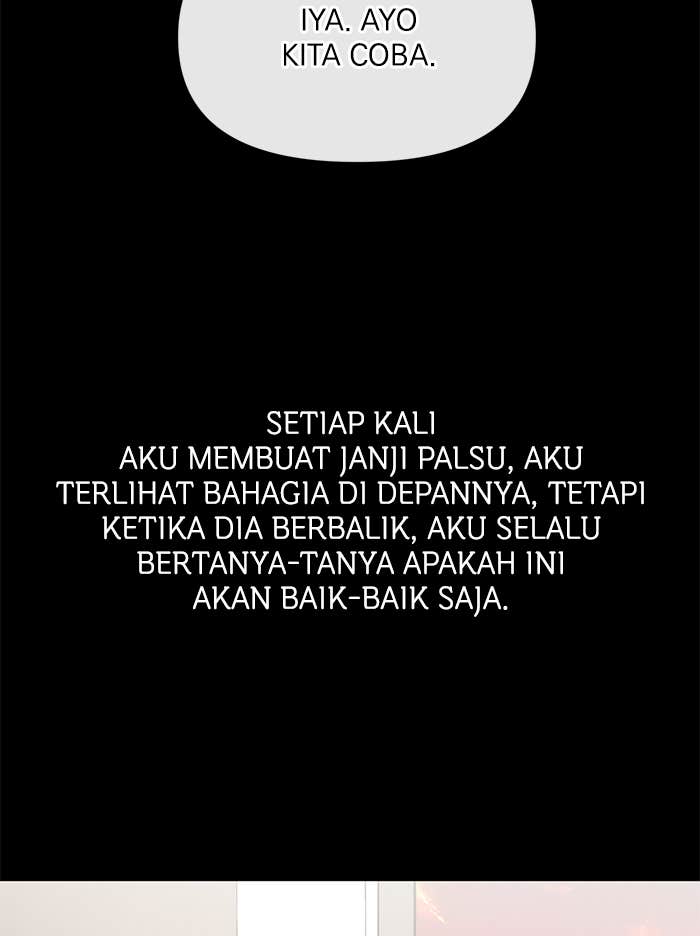 IYA. AYO
KITA COBA.
SETIAP KALI
AKU MEMBUAT JANJI PALSU, AKU
TERLIHAT BAHAGIA DI DEPANNYA, TETAPI
KETIKA DIA BERBALIK, AKU SELALU
BERTANYA-TANYA APAKAH INI
AKAN BAIK-BAIK SAJA.